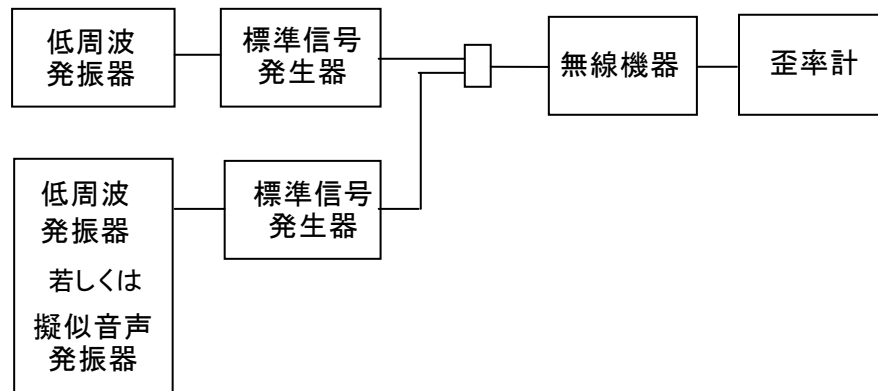 低周波
発振器
標準信号
発生器
無線機器
歪率計
低周波
発振器
若しくは
擬似音声
発振器
標準信号
発生器